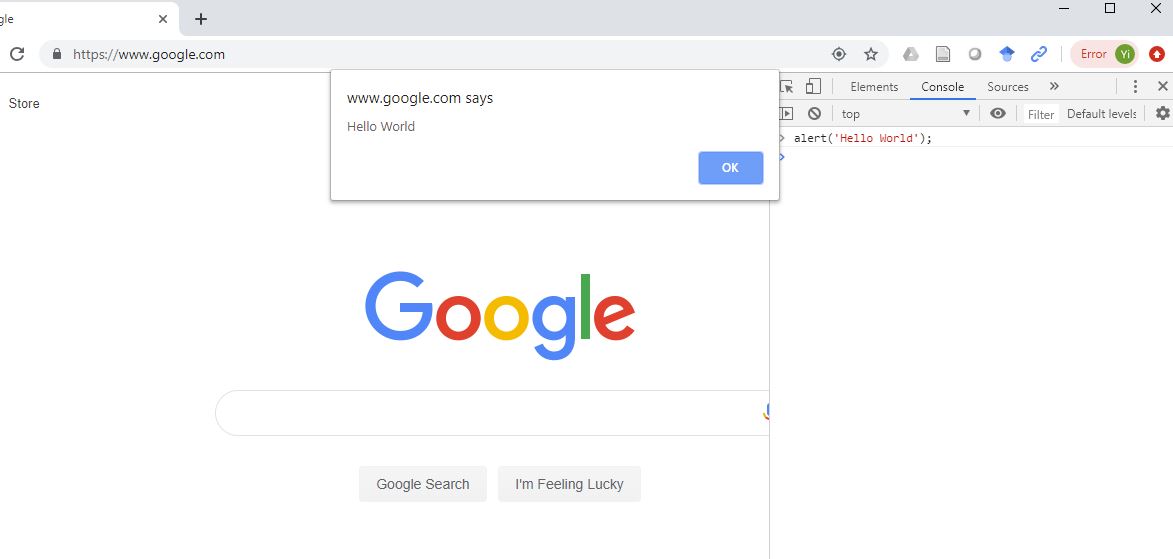 gle
https://www.google.com
Error Yi
Store
www.google.com says
Hello World
OK
Elements Console Sources »
top Filter Default levels
> alert('Hello World');
>
Google
Google Search I'm Feeling Lucky